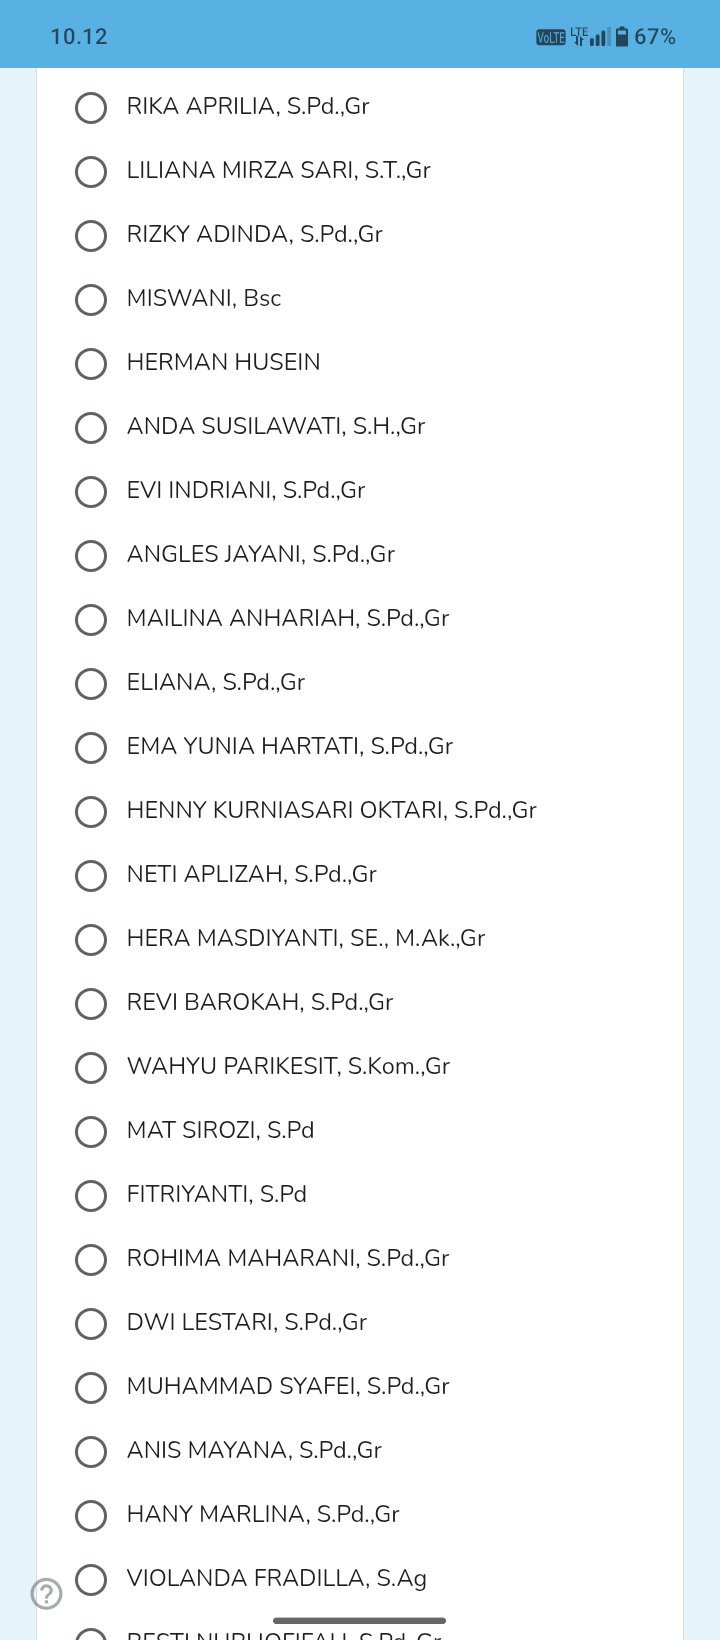 10.12
VoLTE LTE 67%
RIKA APRILIA, S.Pd.,Gr
LILIANA MIRZA SARI, S.T.,Gr
RIZKY ADINDA, S.Pd.,Gr
MISWANI, Bsc
HERMAN HUSEIN
ANDA SUSILAWATI, S.H.,Gr
EVI INDRIANI, S.Pd.,Gr
ANGLES JAYANI, S.Pd.,Gr
MAILINA ANHARIAH, S.Pd.,Gr
ELIANA, S.Pd.,Gr
EMA YUNIA HARTATI, S.Pd.,Gr
HENNY KURNIASARI OKTARI, S.Pd.,Gr
NETI APLIZAH, S.Pd.,Gr
HERA MASDIYANTI, SE., M.Ak.,Gr
REVI BAROKAH, S.Pd.,Gr
WAHYU PARIKESIT, S.Kom.,Gr
MAT SIROZI, S.Pd
FITRIYANTI, S.Pd
ROHIMA MAHARANI, S.Pd.,Gr
DWI LESTARI, S.Pd.,Gr
MUHAMMAD SYAFEI, S.Pd.,Gr
ANIS MAYANA, S.Pd.,Gr
HANY MARLINA, S.Pd.,Gr
VIOLANDA FRADILLA, S.Ag
?